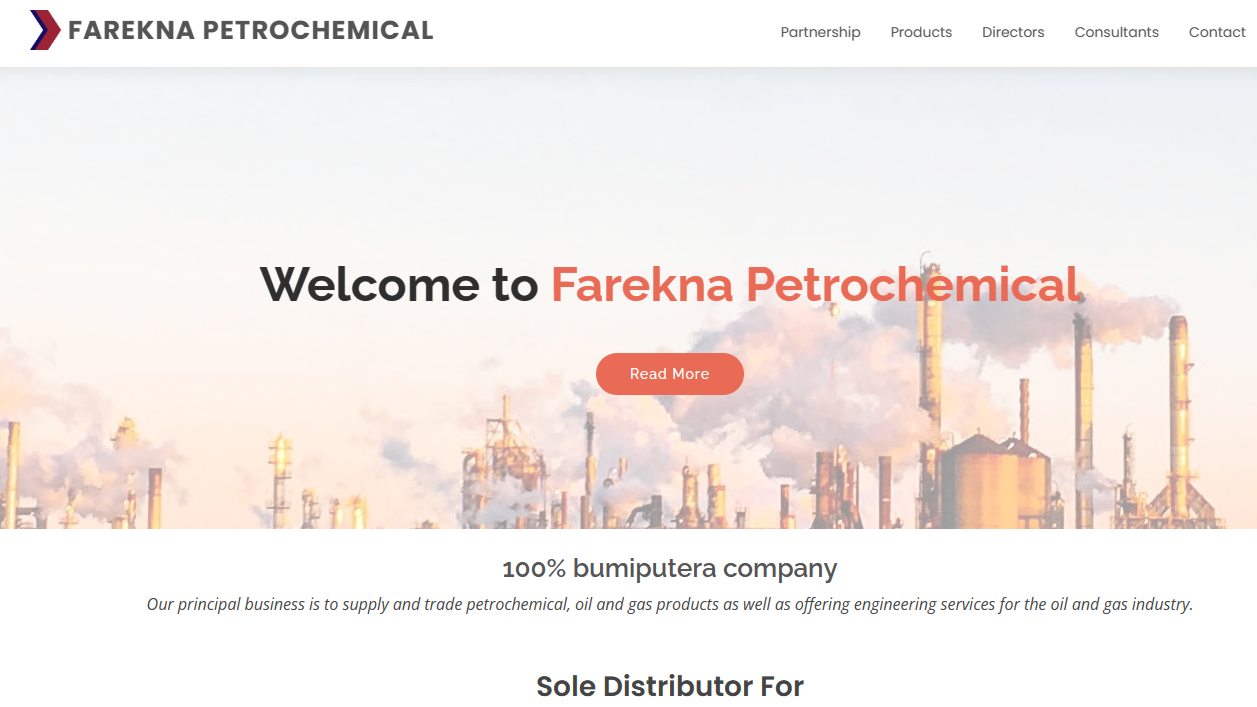 FAREKNA PETROCHEMICAL
Partnership Products Directors Consultants Contact
Welcome to Farekna Petrochemical
Read More
100% bumiputera company
Our principal business is to supply and trade petrochemical, oil and gas products as well as offering engineering services for the oil and gas industry.
Sole Distributor For